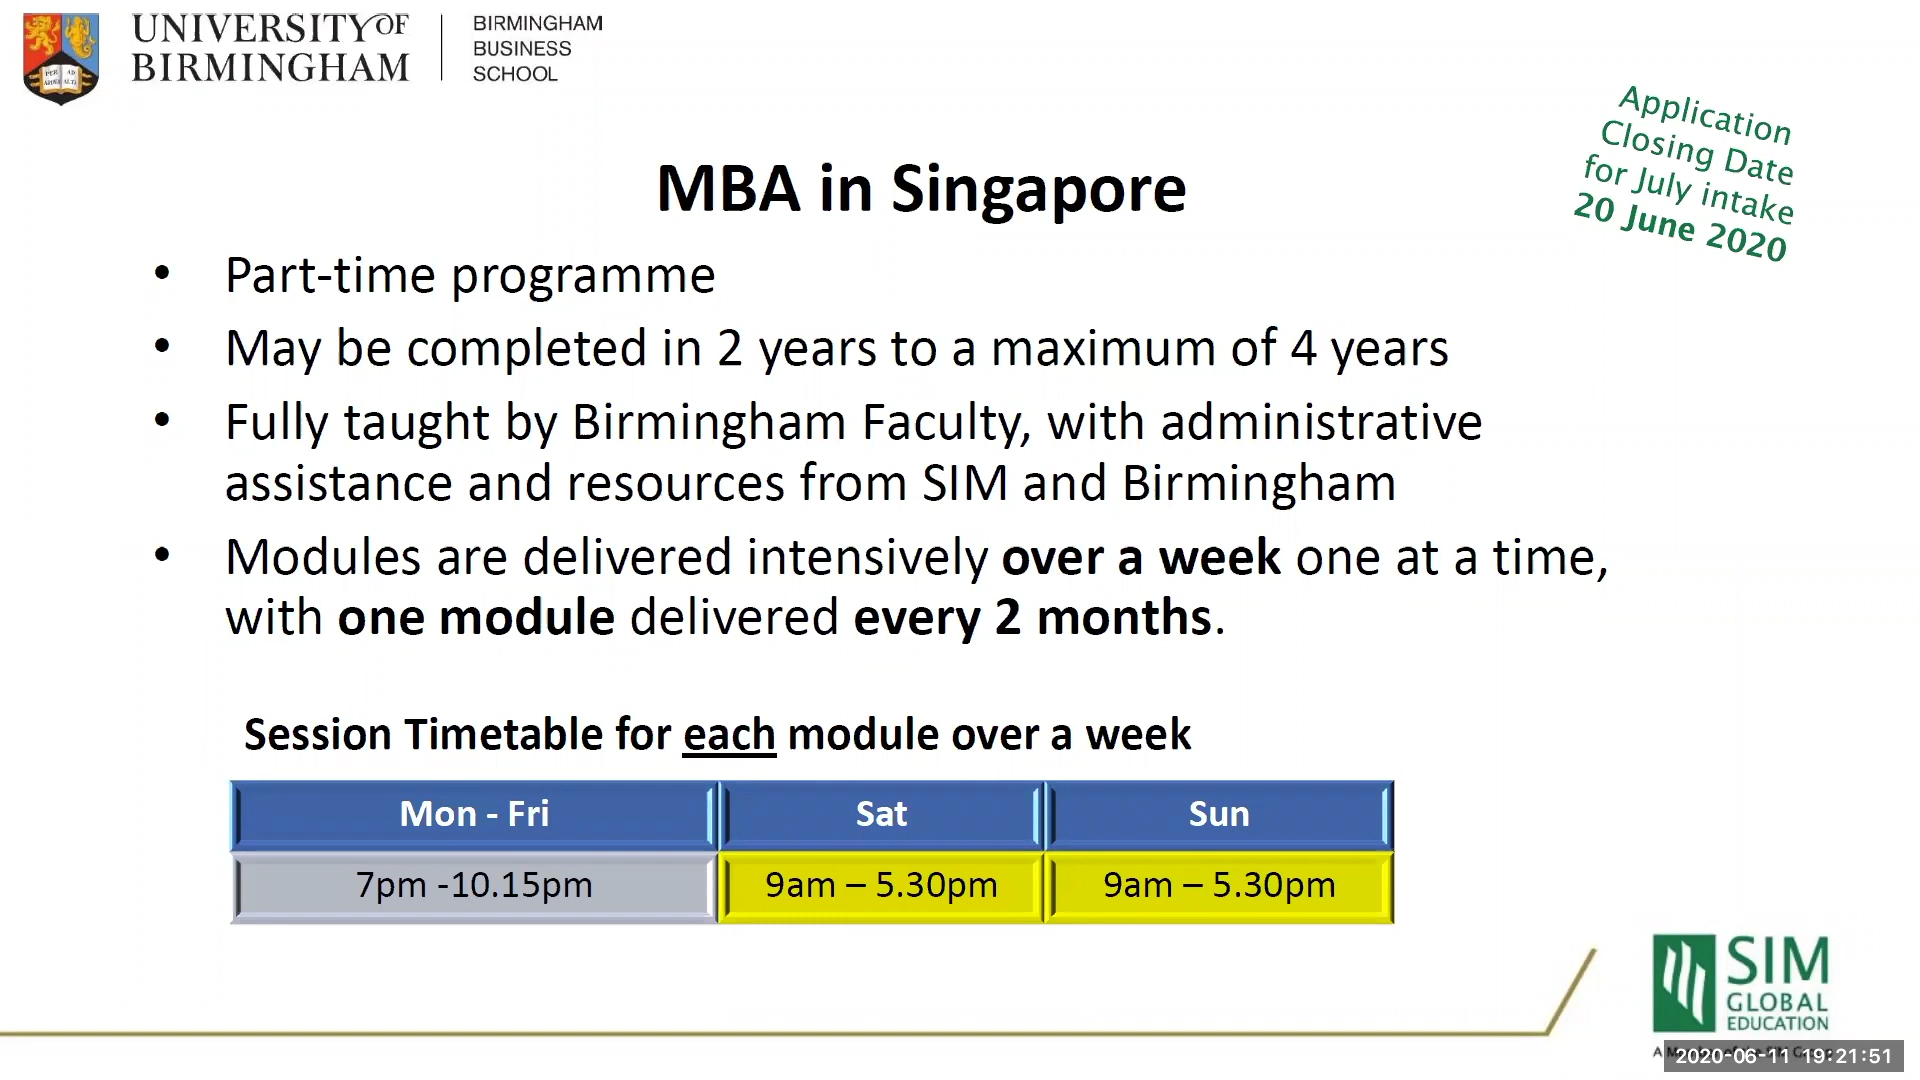 UNIVERSITY OF
BIRMINGHAM
BIRMINGHAM
BUSINESS
SCHOOL
PER AD
ARDUA ALTA
Application
Closing Date
for July intake
20 June 2020
MBA in Singapore
• Part-time programme
• May be completed in 2 years to a maximum of 4 years
• Fully taught by Birmingham Faculty, with administrative
assistance and resources from SIM and Birmingham
• Modules are delivered intensively over a week one at a time,
with one module delivered every 2 months.
Session Timetable for each module over a week
Mon - Fri Sat Sun
7pm -10.15pm 9am – 5.30pm 9am – 5.30pm
SIM
GLOBAL
EDUCATION
2020-06-11 19:21:51